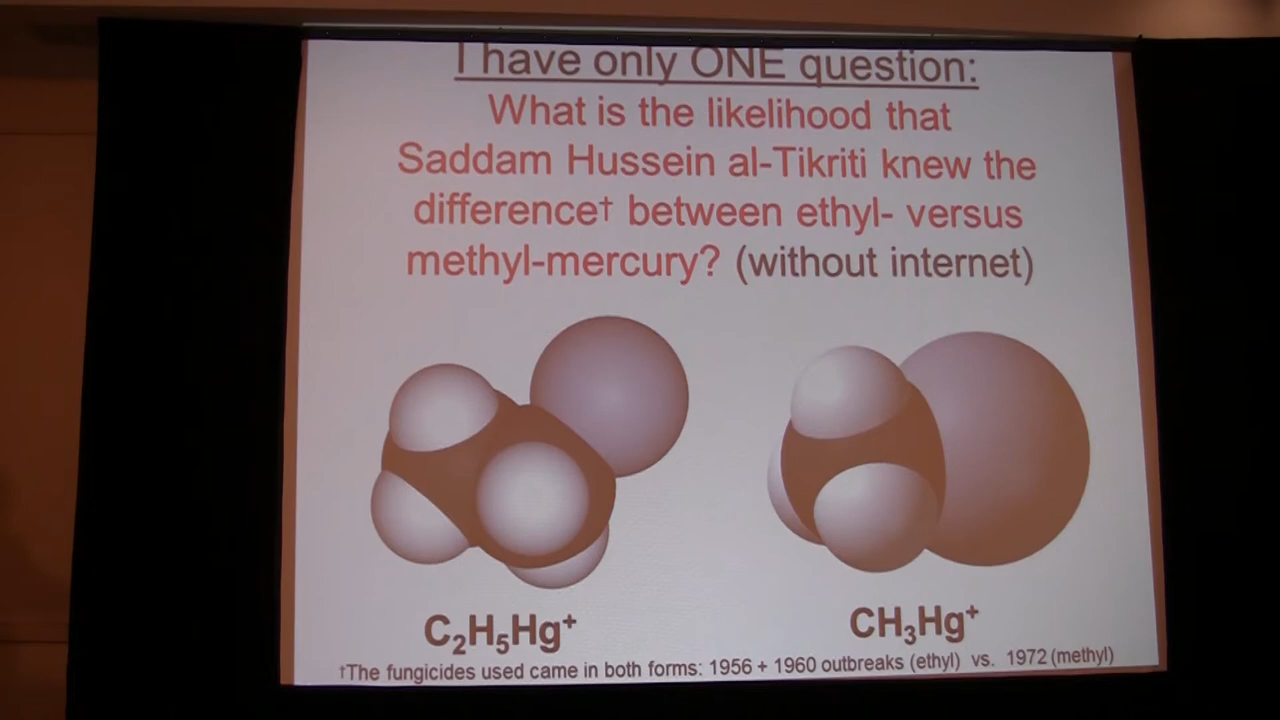 I have only ONE question:
What is the likelihood that
Saddam Hussein al-Tikriti knew the
difference† between ethyl- versus
methyl-mercury? (without internet)
C₂H₅Hg⁺
CH₃Hg⁺
†The fungicides used came in both forms: 1956 + 1960 outbreaks (ethyl) vs. 1972 (methyl)